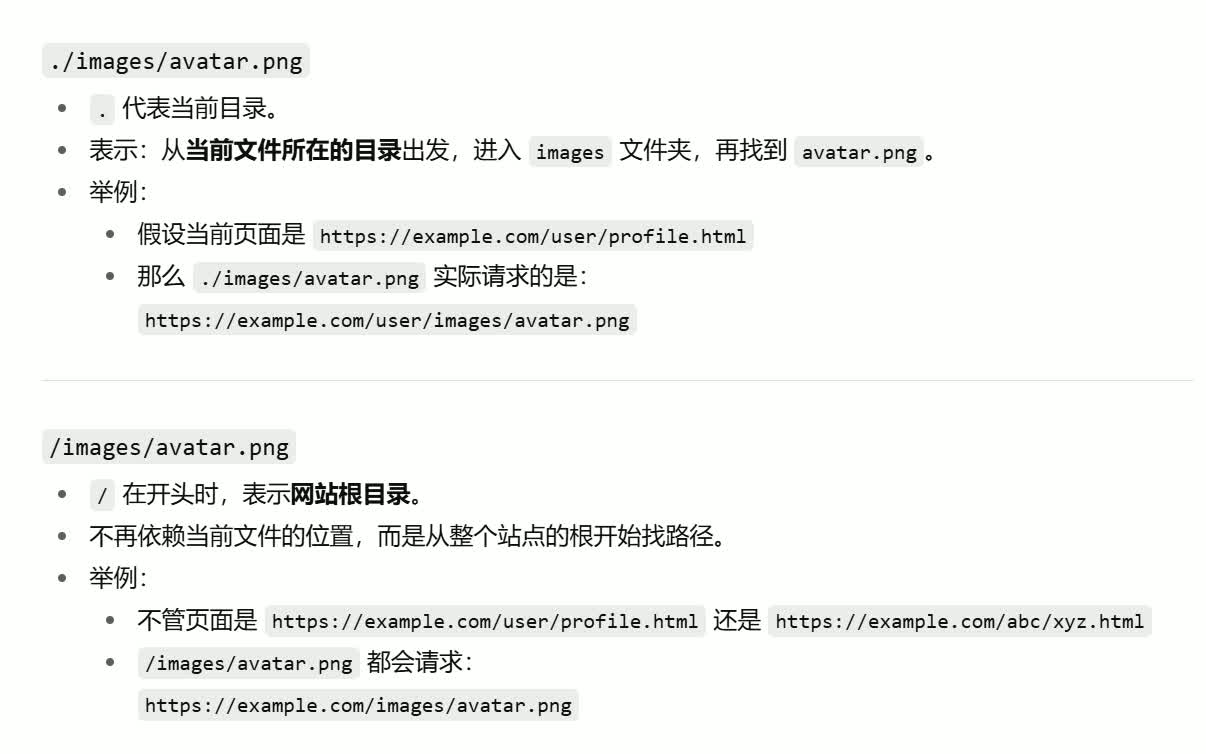 ./images/avatar.png
. 代表当前目录。
表示：从当前文件所在的目录出发，进入 images 文件夹，再找到 avatar.png 。
举例：
假设当前页面是 https://example.com/user/profile.html
那么 ./images/avatar.png 实际请求的是：
https://example.com/user/images/avatar.png
/images/avatar.png
/ 在开头时，表示网站根目录。
不再依赖当前文件的位置，而是从整个站点的根开始找路径。
举例：
不管页面是 https://example.com/user/profile.html 还是 https://example.com/abc/xyz.html
/images/avatar.png 都会请求：
https://example.com/images/avatar.png